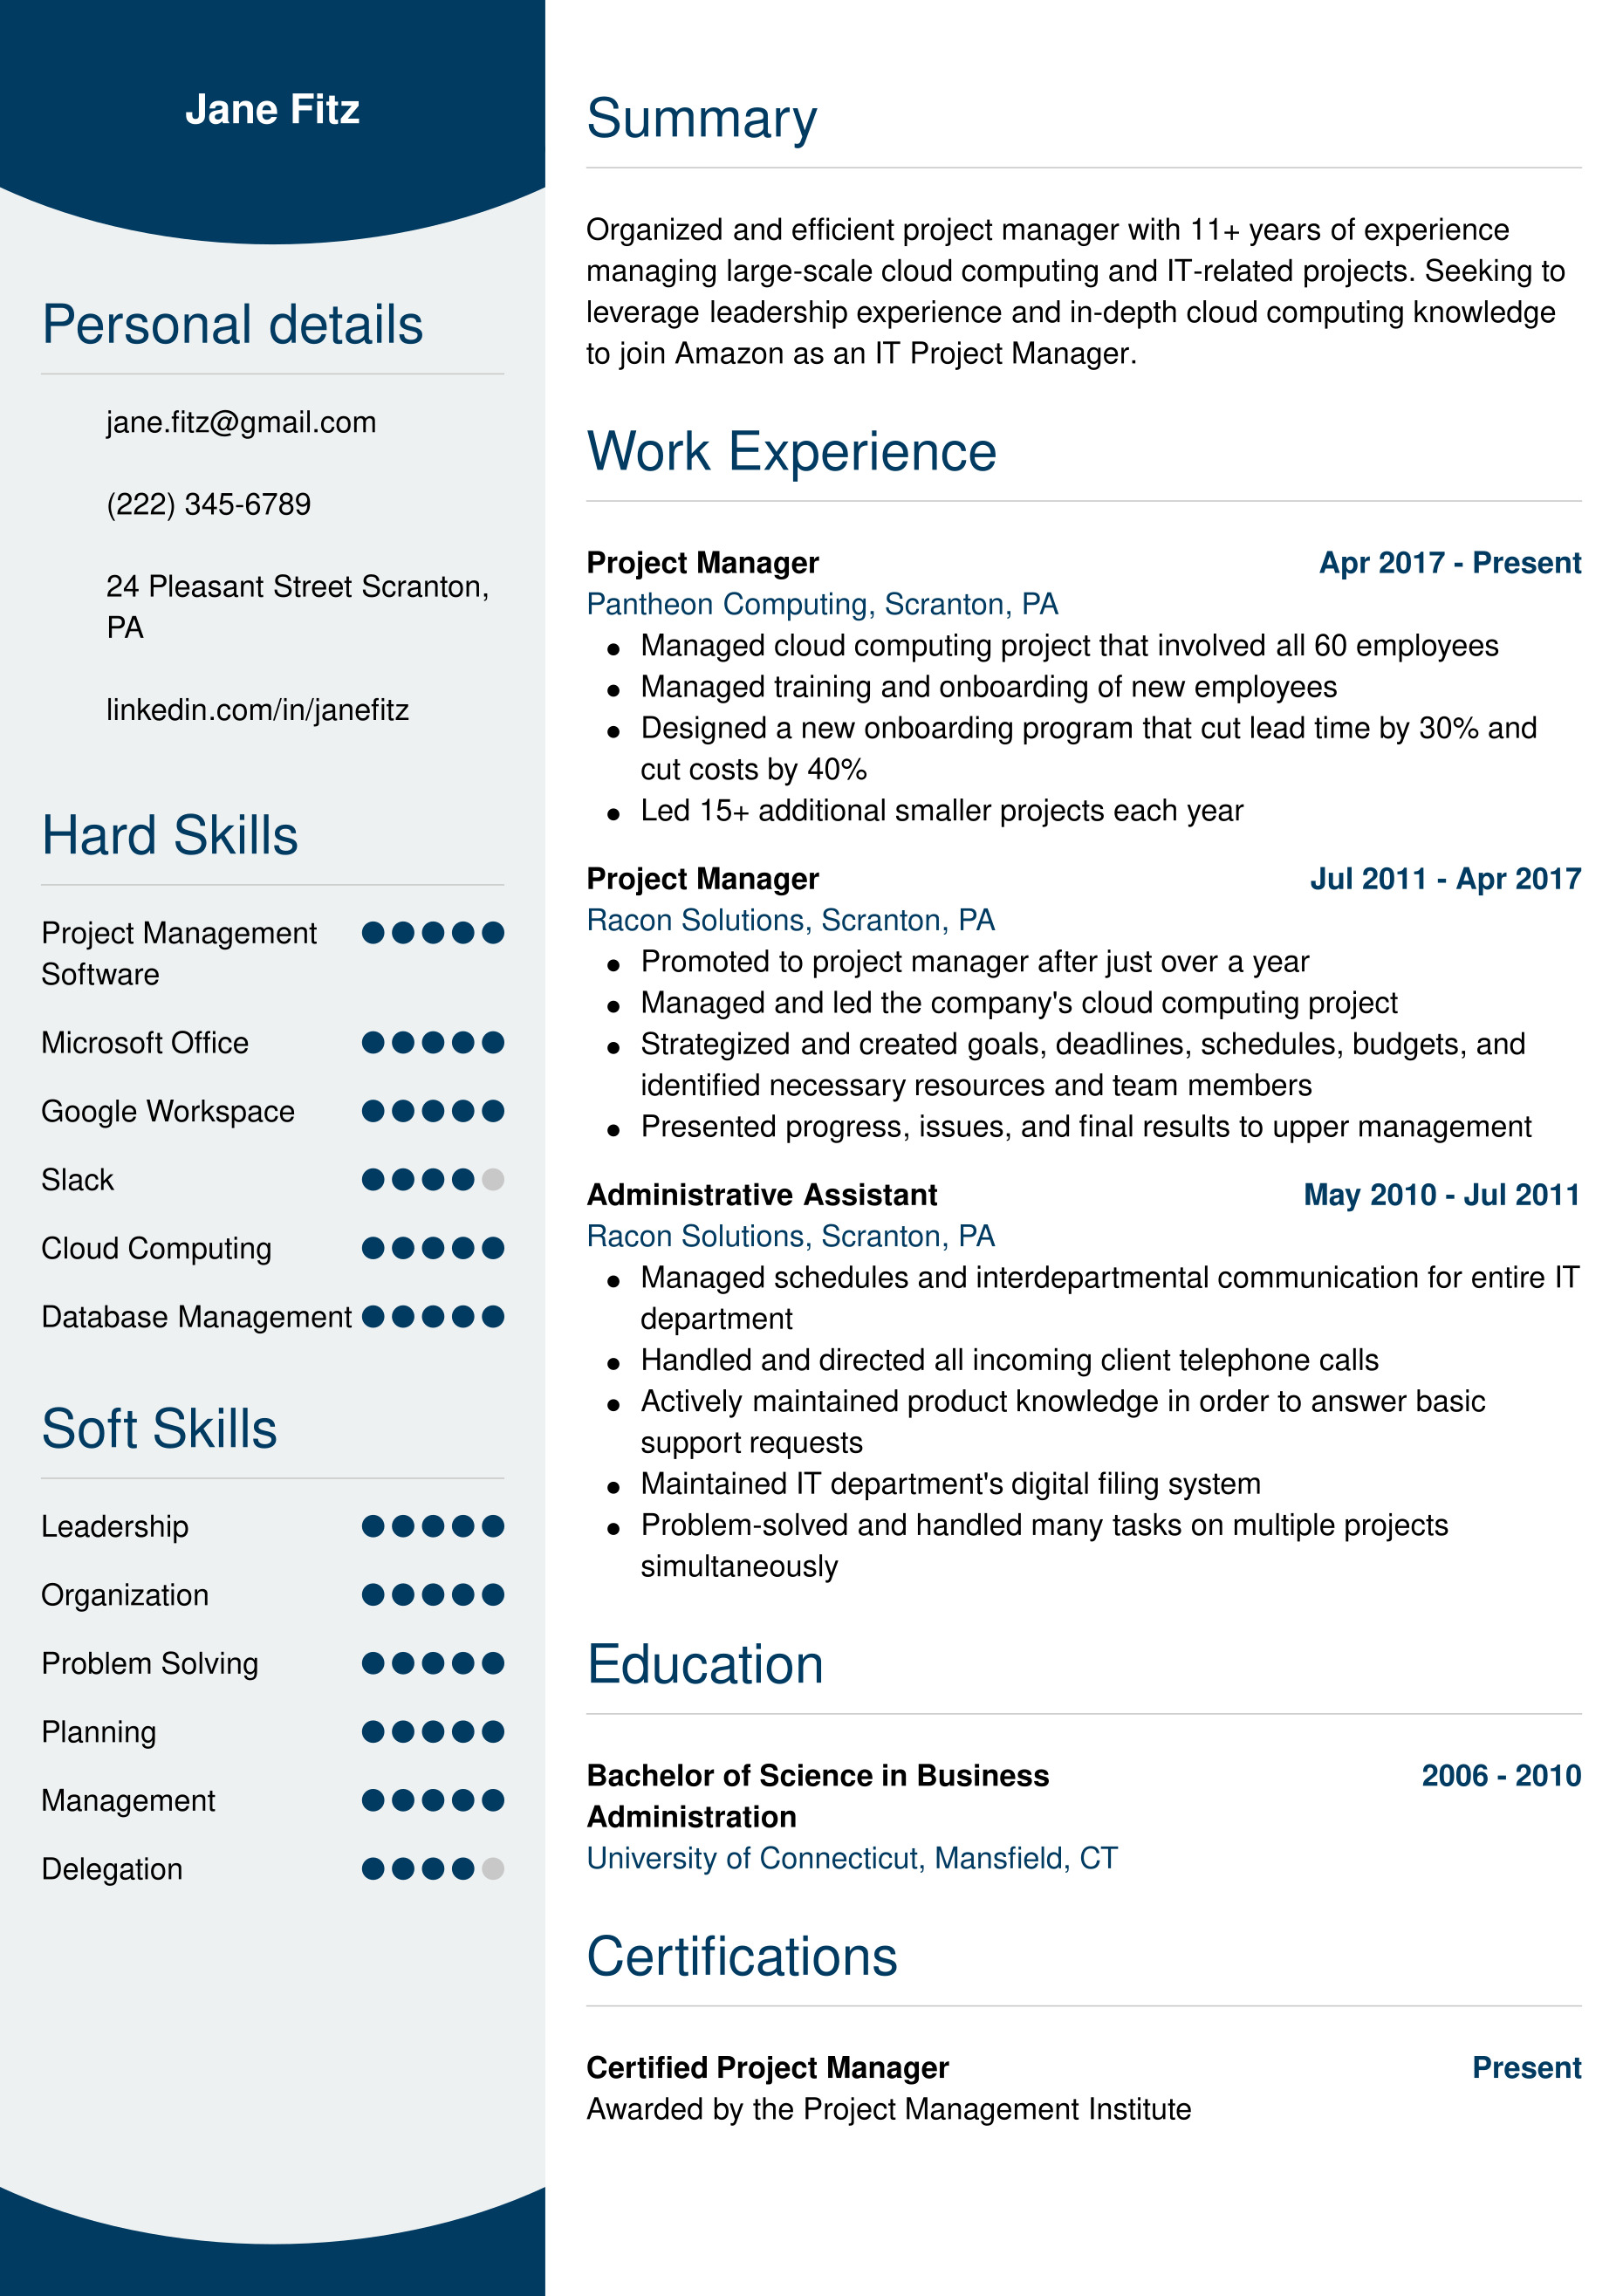 Jane Fitz
Personal details
jane.fitz@gmail.com
(222) 345-6789
24 Pleasant Street Scranton,
PA
linkedin.com/in/janefitz
Hard Skills
Project Management
Software
Microsoft Office
Google Workspace
Slack
Cloud Computing
Database Management
Soft Skills
Leadership
Organization
Problem Solving
Planning
Management
Delegation
Summary
Organized and efficient project manager with 11+ years of experience
managing large-scale cloud computing and IT-related projects. Seeking to
leverage leadership experience and in-depth cloud computing knowledge
to join Amazon as an IT Project Manager.
Work Experience
Project Manager Apr 2017 - Present
Pantheon Computing, Scranton, PA
● Managed cloud computing project that involved all 60 employees
● Managed training and onboarding of new employees
● Designed a new onboarding program that cut lead time by 30% and
cut costs by 40%
● Led 15+ additional smaller projects each year
Project Manager Jul 2011 - Apr 2017
Racon Solutions, Scranton, PA
● Promoted to project manager after just over a year
● Managed and led the company's cloud computing project
● Strategized and created goals, deadlines, schedules, budgets, and
identified necessary resources and team members
● Presented progress, issues, and final results to upper management
Administrative Assistant May 2010 - Jul 2011
Racon Solutions, Scranton, PA
● Managed schedules and interdepartmental communication for entire IT
department
● Handled and directed all incoming client telephone calls
● Actively maintained product knowledge in order to answer basic
support requests
● Maintained IT department's digital filing system
● Problem-solved and handled many tasks on multiple projects
simultaneously
Education
Bachelor of Science in Business 2006 - 2010
Administration
University of Connecticut, Mansfield, CT
Certifications
Certified Project Manager Present
Awarded by the Project Management Institute